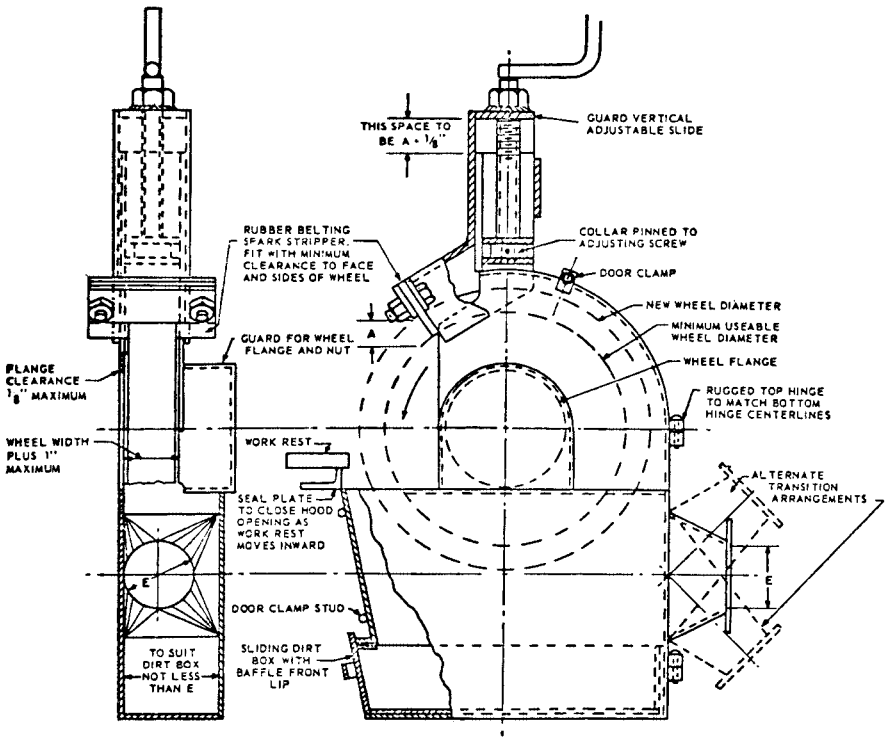 THIS SPACE TO
BE A + 1/8"
GUARD VERTICAL
ADJUSTABLE SLIDE
RUBBER BELTING
SPARK STRIPPER,
FIT WITH MINIMUM
CLEARANCE TO FACE
AND SIDES OF WHEEL
COLLAR PINNED TO
ADJUSTING SCREW
DOOR CLAMP
NEW WHEEL DIAMETER
MINIMUM USEABLE
WHEEL DIAMETER
A
GUARD FOR WHEEL
FLANGE AND NUT
WHEEL FLANGE
FLANGE
CLEARANCE
1/8" MAXIMUM
RUGGED TOP HINGE
TO MATCH BOTTOM
HINGE CENTERLINES
WHEEL WIDTH
PLUS 1"
MAXIMUM
WORK REST
SEAL PLATE
TO CLOSE HOOD
OPENING AS
WORK REST
MOVES INWARD
ALTERNATE
TRANSITION
ARRANGEMENTS
E
E
DOOR CLAMP STUD
TO SUIT
DIRT BOX
NOT LESS
THAN E
SLIDING DIRT
BOX WITH
BAFFLE FRONT
LIP